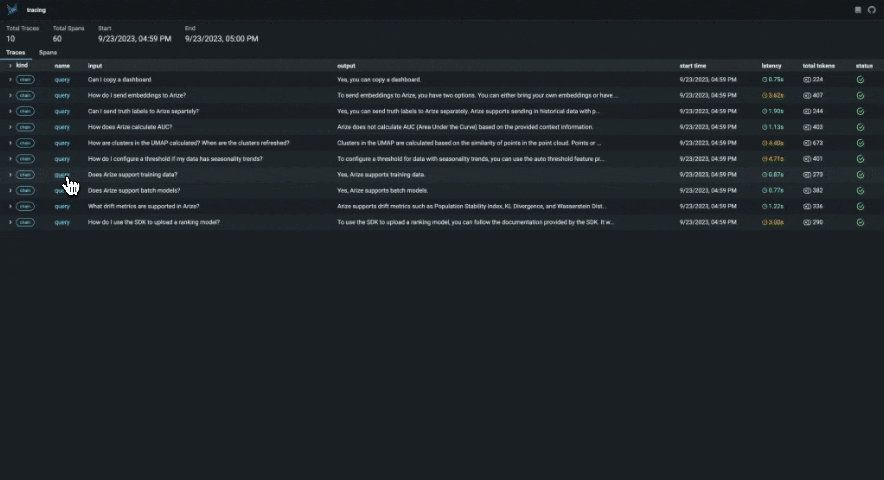 tracing
Total Traces Total Spans Start End
10 60 9/23/2023, 04:59 PM 9/23/2023, 05:00 PM
Traces Spans
kind name input output start time latency total tokens status
chain query Can I copy a dashboard Yes, you can copy a dashboard. 9/23/2023, 04:59 PM 0.75s 224
chain query How do I send embeddings to Arize? To send embeddings to Arize, you have two options. You can either bring your own embeddings or have ... 9/23/2023, 04:59 PM 3.62s 407
chain query Can I send truth labels to Arize separetely? Yes, you can send truth labels to Arize separately. Arize supports sending in historical data with p... 9/23/2023, 04:59 PM 1.90s 244
chain query How does Arize calculate AUC? Arize does not calculate AUC (Area Under the Curve) based on the provided context information. 9/23/2023, 04:59 PM 1.13s 403
chain query How are clusters in the UMAP calculated? When are the clusters refreshed? Clusters in the UMAP are calculated based on the similarity of points in the point cloud. Points or ... 9/23/2023, 04:59 PM 4.40s 673
chain query How do I configure a threshold if my data has seasonality trends? To configure a threshold for data with seasonality trends, you can use the auto threshold feature pr... 9/23/2023, 04:59 PM 4.71s 401
chain query Does Arize support training data? Yes, Arize supports training data. 9/23/2023, 04:59 PM 0.87s 273
chain query Does Arize support batch models? Yes, Arize supports batch models. 9/23/2023, 04:59 PM 0.77s 382
chain query What drift metrics are supported in Arize? Arize supports drift metrics such as Population Stability Index, KL Divergence, and Wasserstein Dist... 9/23/2023, 04:59 PM 1.22s 336
chain query How do I use the SDK to upload a ranking model? To use the SDK to upload a ranking model, you can follow the documentation provided by the SDK. It w... 9/23/2023, 04:59 PM 290